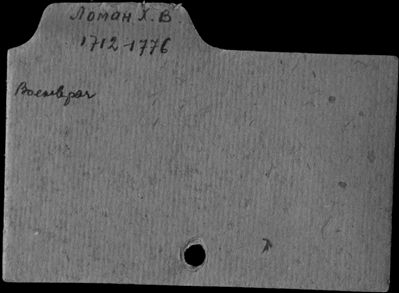 Ломан Х. В.
1712-1776
Военврач